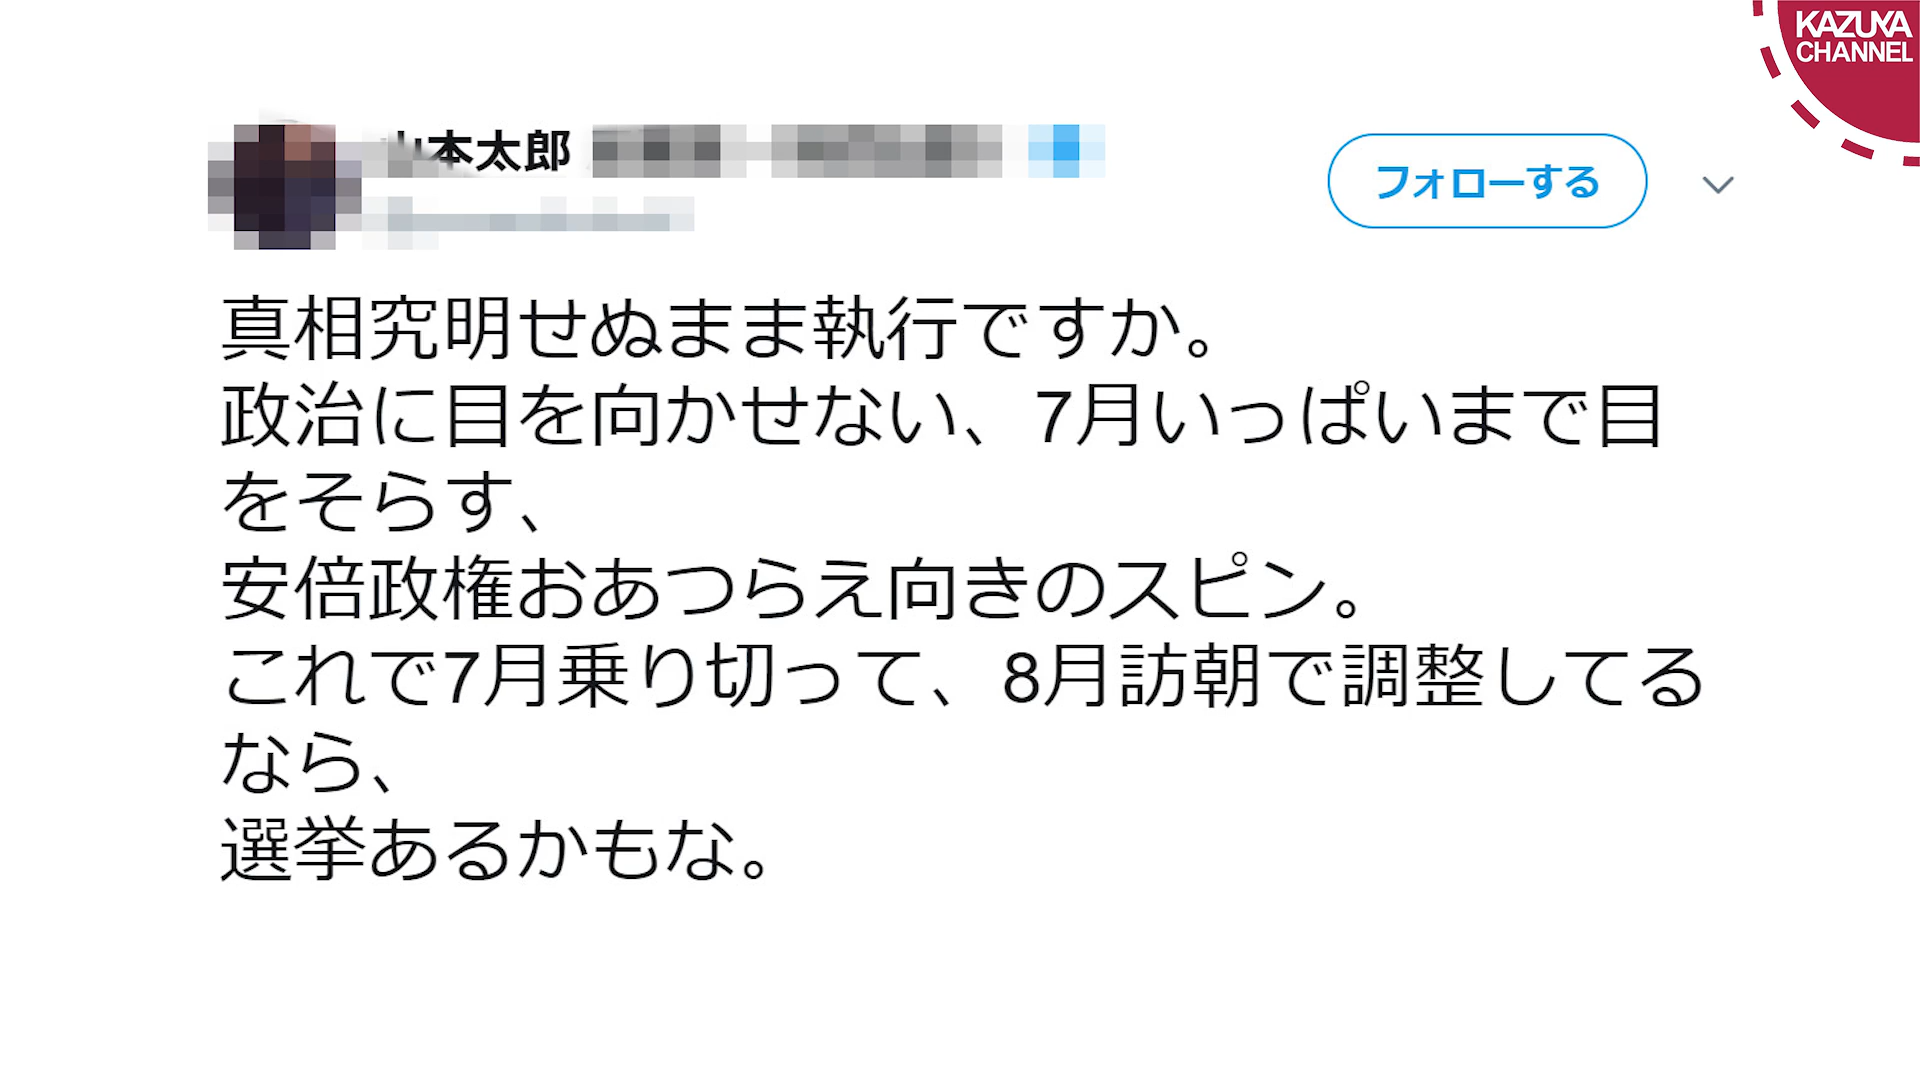 KAZUYA
CHANNEL
本太郎
フォローする
真相究明せぬまま執行ですか。
政治に目を向かせない、7月いっぱいまで目
をそらす、
安倍政権おあつらえ向きのスピン。
これで7月乗り切って、8月訪朝で調整してる
なら、
選挙あるかもな。